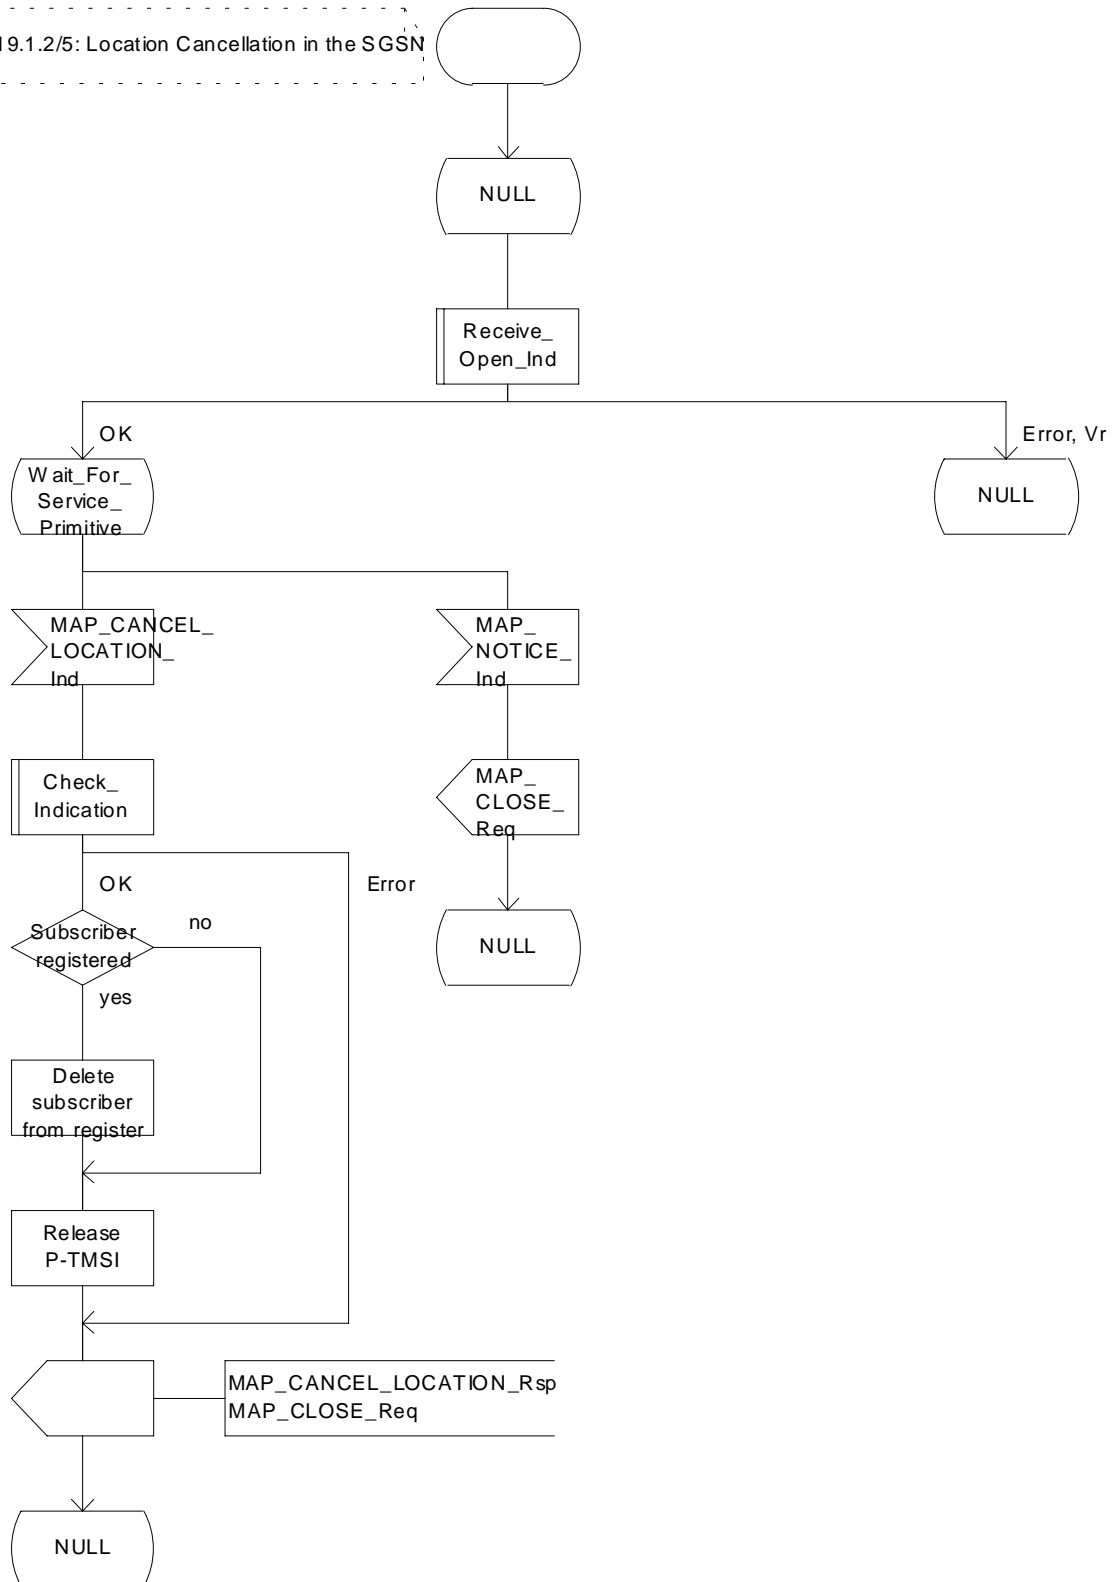 19.1.2/5: Location Cancellation in the SGSN
NULL
Receive_
Open_Ind
OK
Error, Vr
Wait_For_
Service_
Primitive
NULL
MAP_CANCEL_
LOCATION_
Ind
MAP_
NOTICE_
Ind
Check_
Indication
MAP_
CLOSE_
Req
OK
Error
Subscriber
registered
no
yes
NULL
Delete
subscriber
from register
Release
P-TMSI
MAP_CANCEL_LOCATION_Rsp
MAP_CLOSE_Req
NULL